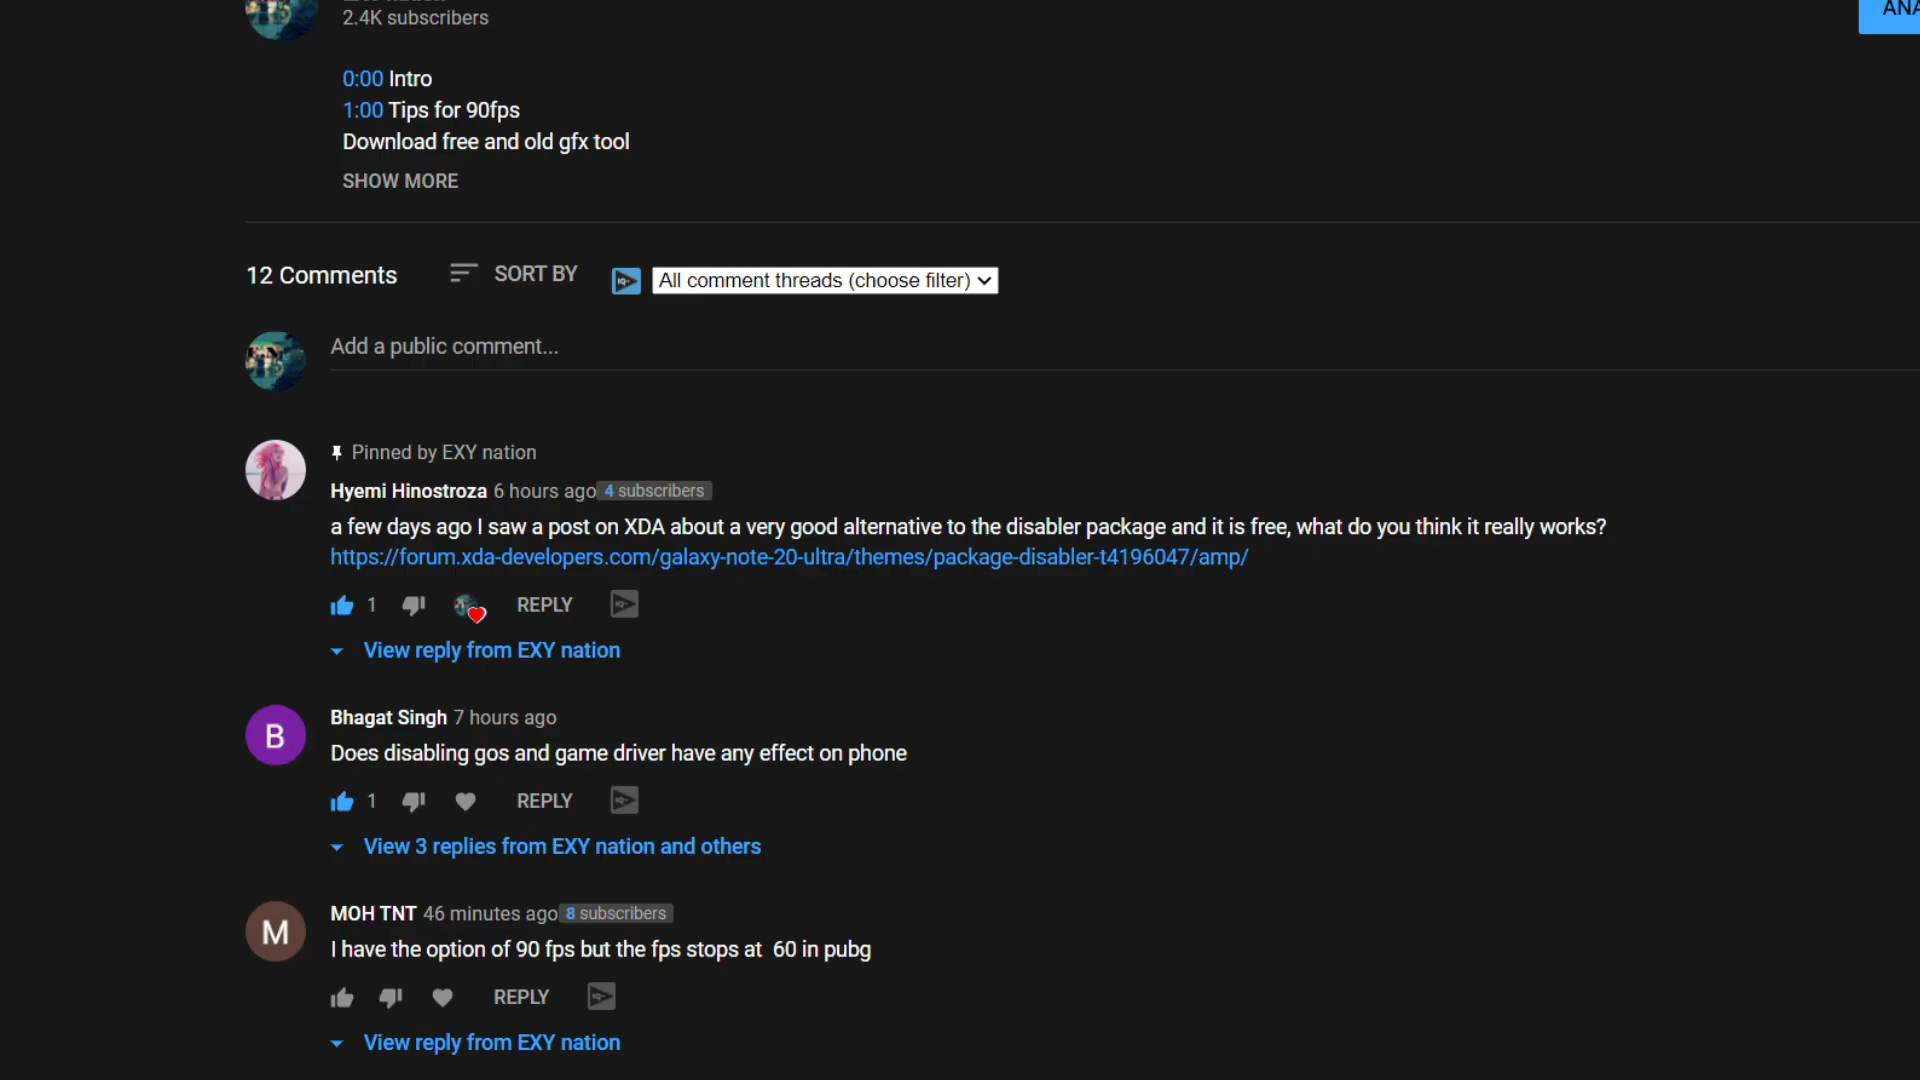 2.4K subscribers
ANA
0:00 Intro
1:00 Tips for 90fps
Download free and old gfx tool
SHOW MORE
12 Comments SORT BY All comment threads (choose filter)
Add a public comment...
Pinned by EXY nation
Hyemi Hinostroza 6 hours ago 4 subscribers
a few days ago I saw a post on XDA about a very good alternative to the disabler package and it is free, what do you think it really works?
https://forum.xda-developers.com/galaxy-note-20-ultra/themes/package-disabler-t4196047/amp/
1 REPLY
View reply from EXY nation
B
Bhagat Singh 7 hours ago
Does disabling gos and game driver have any effect on phone
1 REPLY
View 3 replies from EXY nation and others
M
MOH TNT 46 minutes ago 8 subscribers
I have the option of 90 fps but the fps stops at  60 in pubg
REPLY
View reply from EXY nation